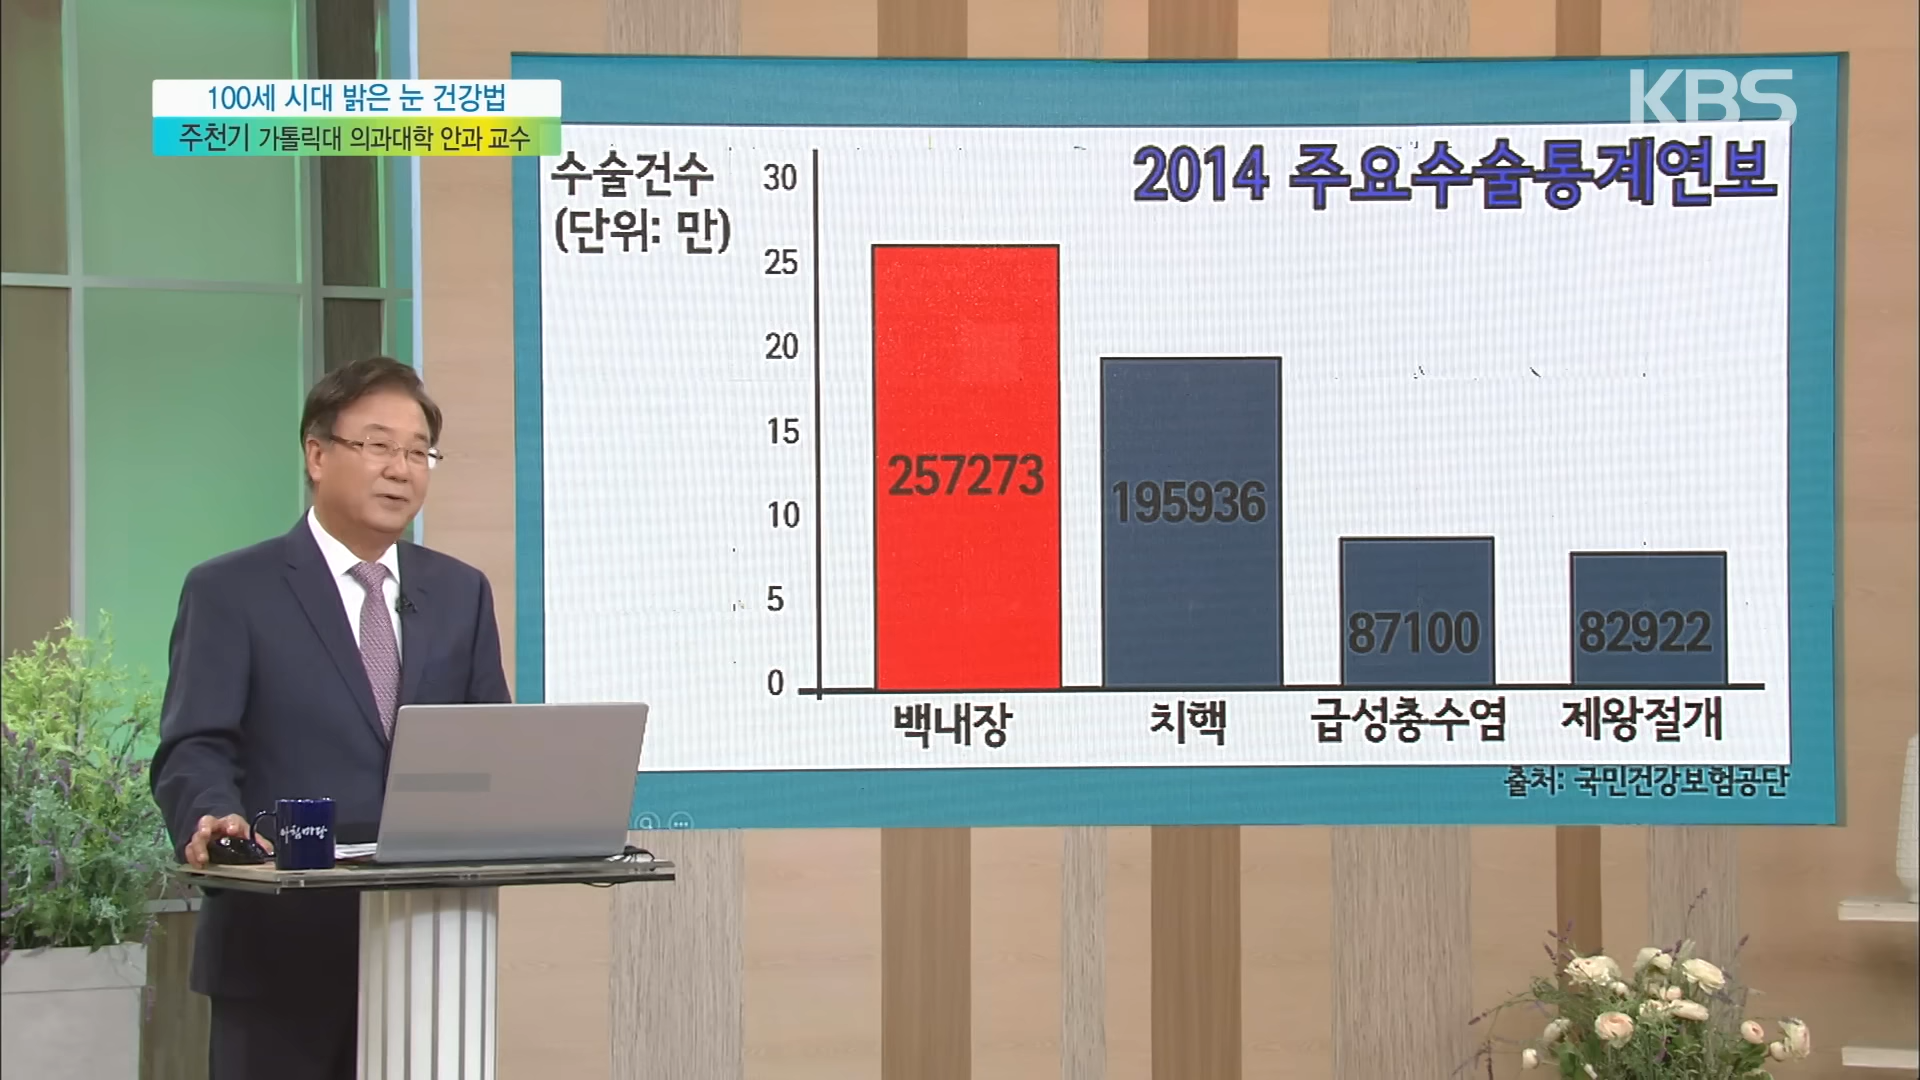 100세 시대 밝은 눈 건강법
주천기 가톨릭대 의과대학 안과 교수
KBS
2014 주요수술통계연보
수술건수
(단위: 만)
30
25
20
15
10
5
0
257273
195936
87100
82922
백내장
치핵
급성충수염
제왕절개
출처: 국민건강보험공단
아침마당